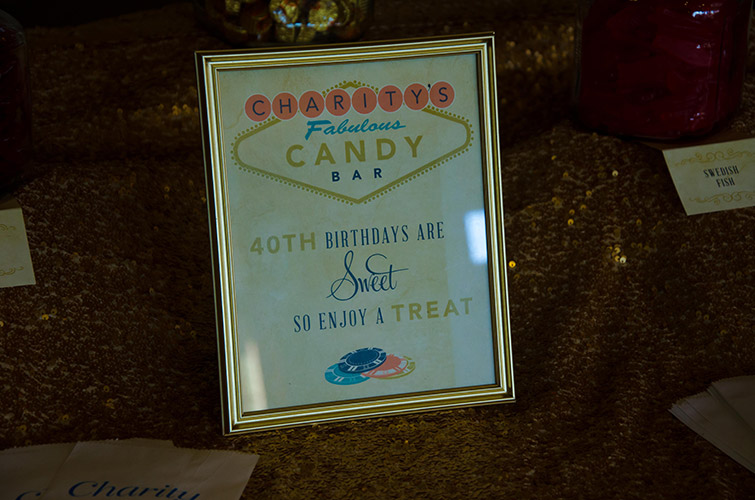 CHARITY'S
Fabulous
CANDY
BAR
40TH BIRTHDAYS ARE
Sweet
SO ENJOY A TREAT
SWEDISH
FISH
Charity